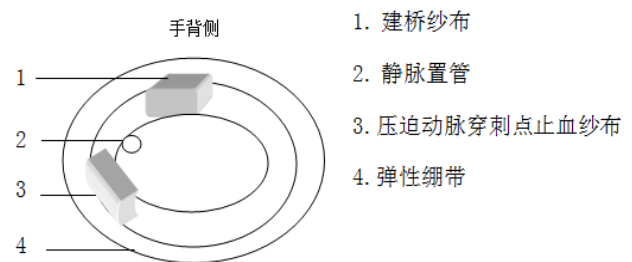 手背侧
1
2
3
4
1. 建桥纱布
2. 静脉置管
3. 压迫动脉穿刺点止血纱布
4. 弹性绷带